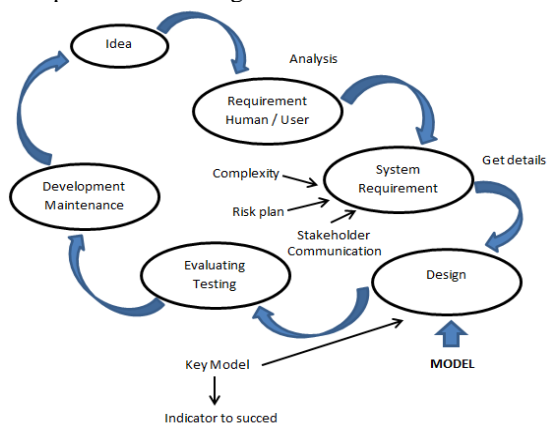 Idea
Analysis
Requirement
Human / User
System
Requirement
Get details
Complexity
Risk plan
Stakeholder
Communication
Development
Maintenance
Evaluating
Testing
Design
Key Model
MODEL
Indicator to succed